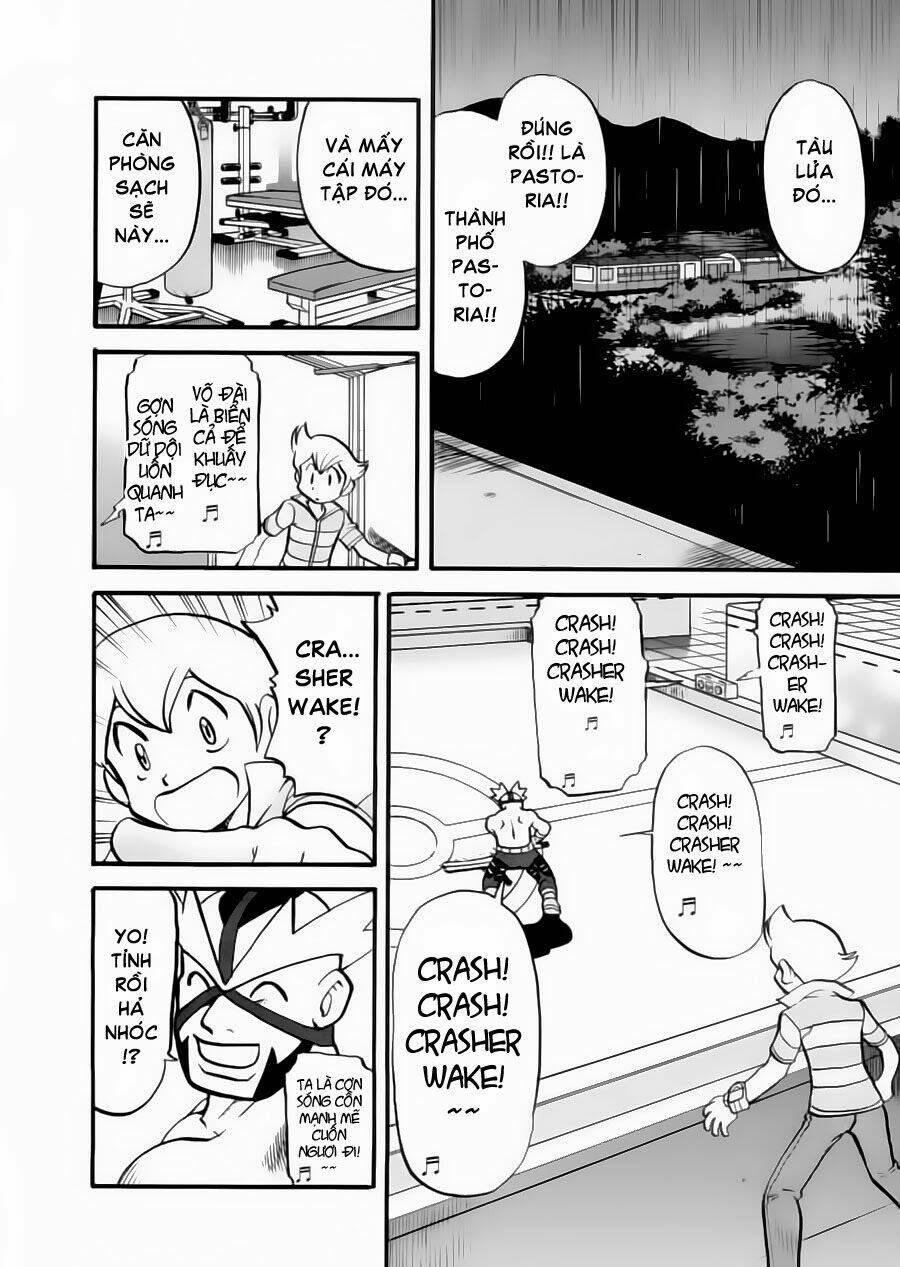 TÀU
LỬA
ĐÓ...
ĐÚNG
RỒI!! LÀ
PASTO-
RIA!!
THÀNH
PHỐ
PAS-
TO-
RIA!!
VÀ MẤY
CÁI MÁY
TẬP ĐÓ...
CĂN
PHÒNG
SẠCH
SẼ
NÀY...
VÕ ĐÀI
LÀ BIỂN
CẢ ĐỂ
KHUẤY
ĐỤC~~
GỢN
SÓNG
DỮ DỘI
UỐN
QUANH
TA~~
CRASH!
CRASH!
CRASH-
ER
WAKE!
CRASH!
CRASH!
CRASHER
WAKE!
CRASH!
CRASH!
CRASHER
WAKE! ~~
CRASH!
CRASH!
CRASHER
WAKE!
~~
CRA...
SHER
WAKE!
?
YO!
TỈNH
RỒI
HẢ
NHÓC
!?
TA LÀ CƠN
SÓNG CỒN
MẠNH MẼ
CUỐN
NGƯƠI ĐI!
~~